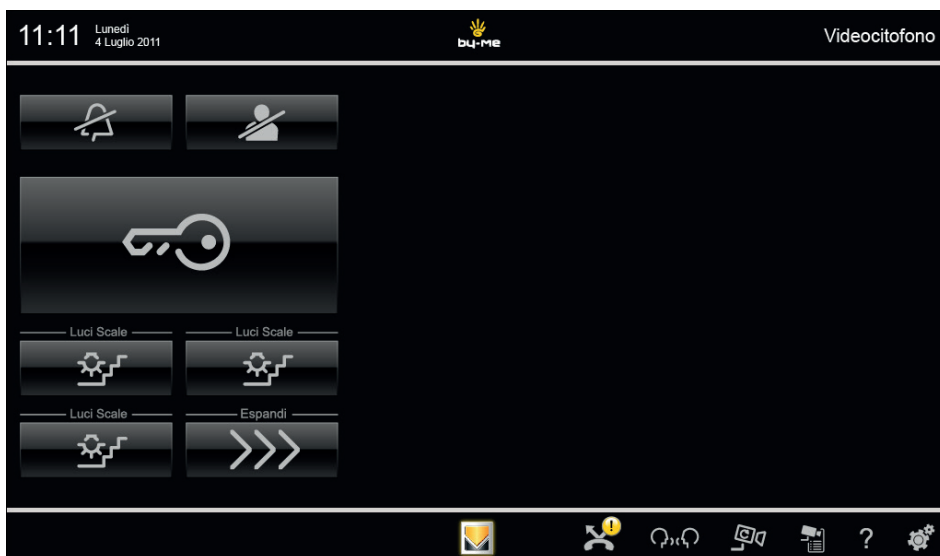 11:11 Lunedì
4 Luglio 2011
by-me
Videocitofono
Luci Scale Luci Scale
Luci Scale Espandi
! C ?